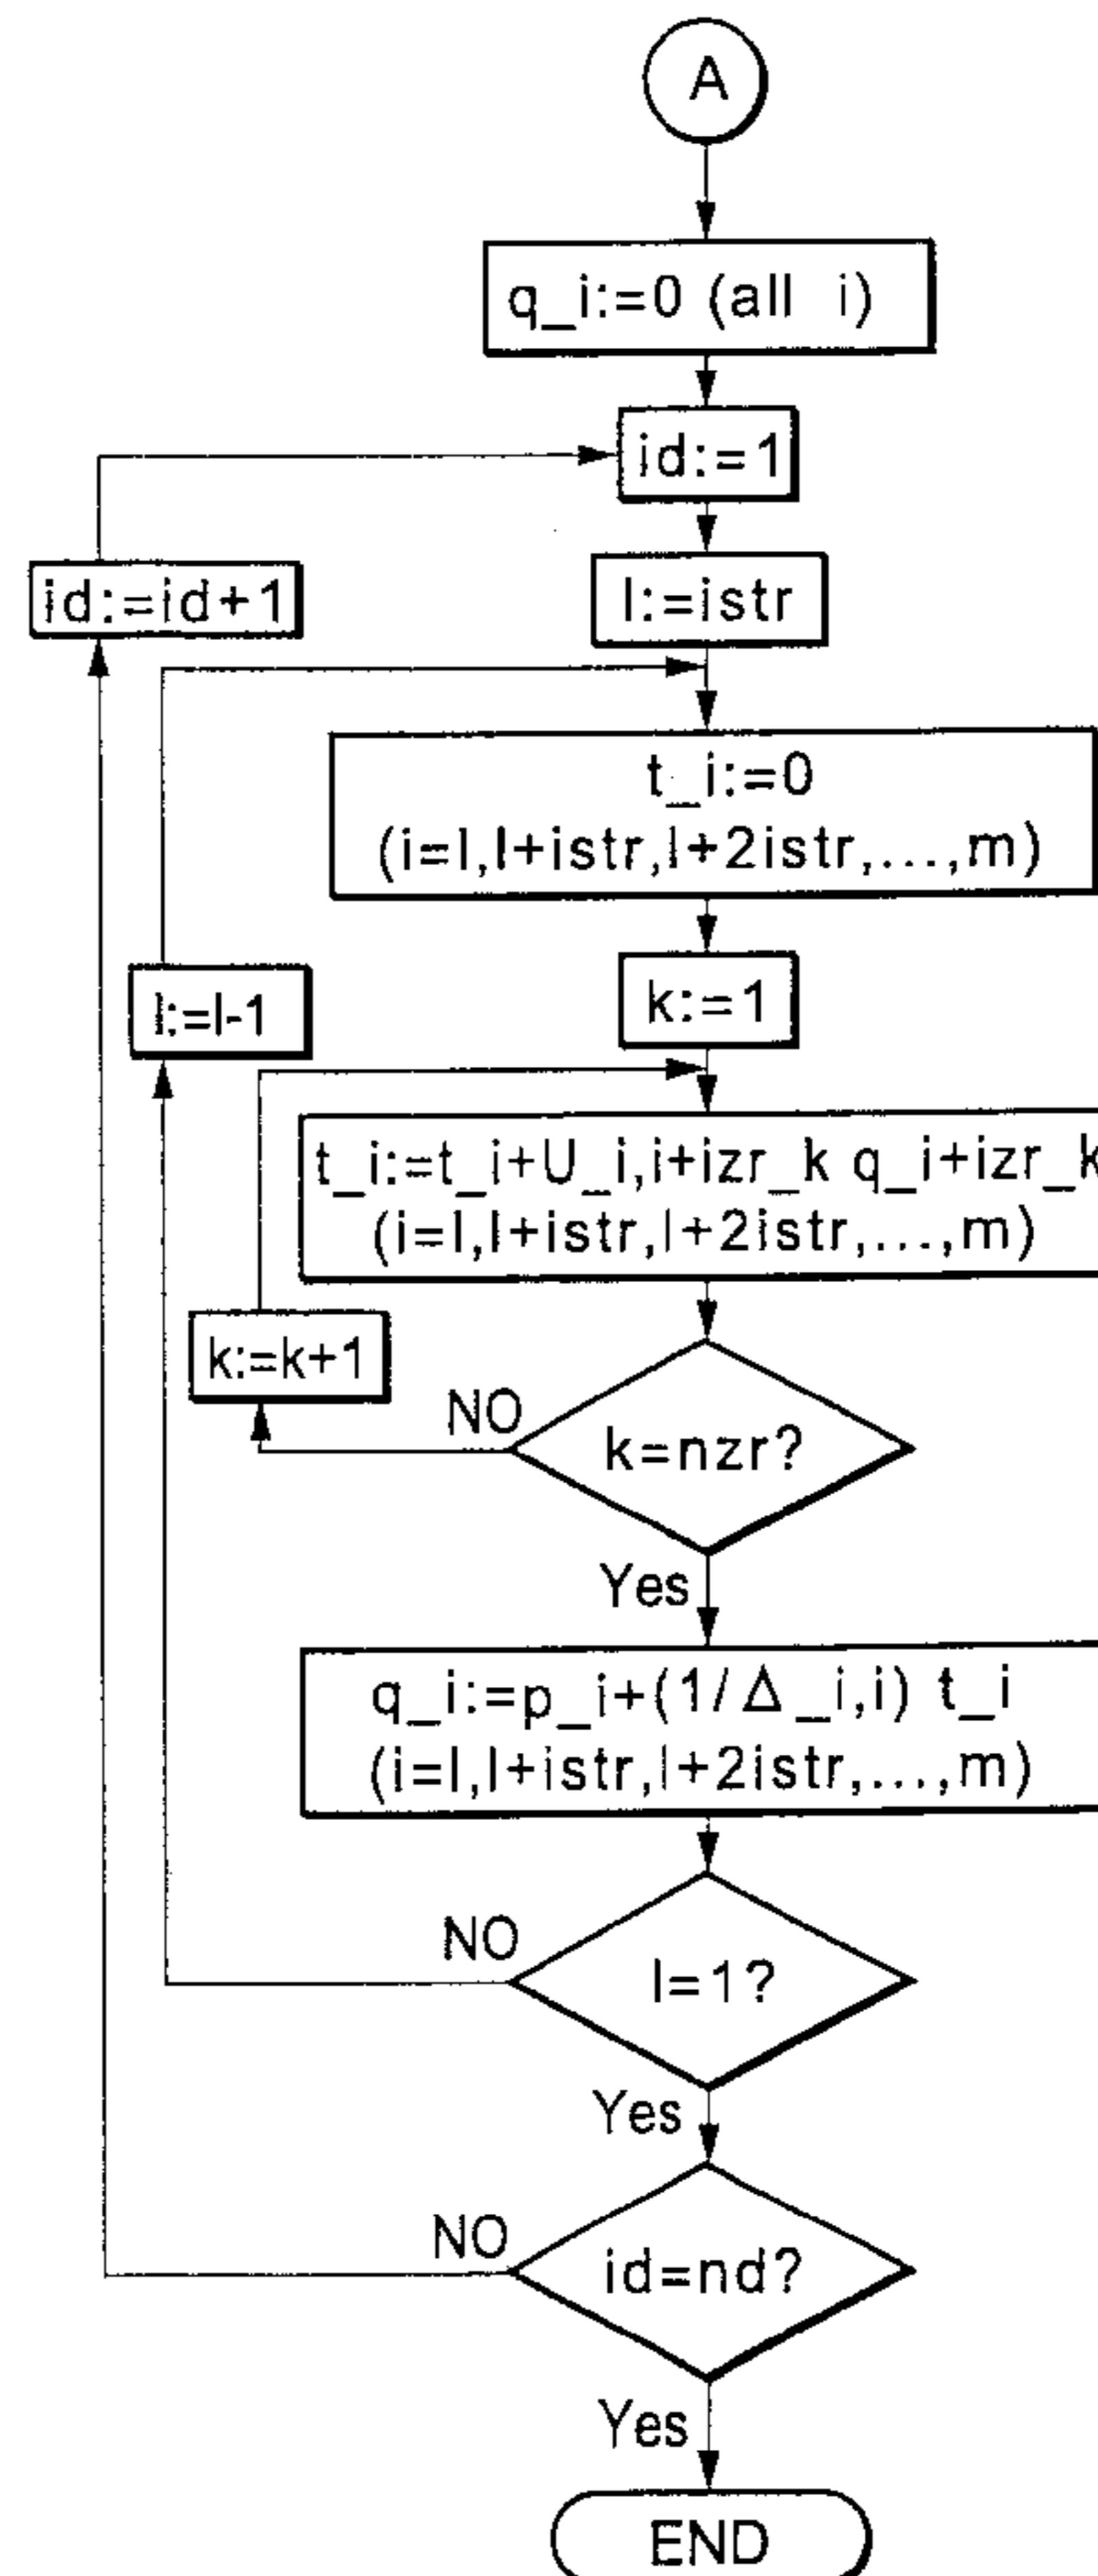 A
q_i:=0 (all i)
id:=1
id:=id+1
l:=istr
t_i:=0
(i=l,l+istr,l+2istr,...,m)
l:=l-1
k:=1
t_i:=t_i+U_i,i+izr_k q_i+izr_k
(i=l,l+istr,l+2istr,...,m)
k:=k+1
NO
k=nzr?
Yes
q_i:=p_i+(1/Δ_i,i) t_i
(i=l,l+istr,l+2istr,...,m)
NO
l=1?
Yes
NO
id=nd?
Yes
END